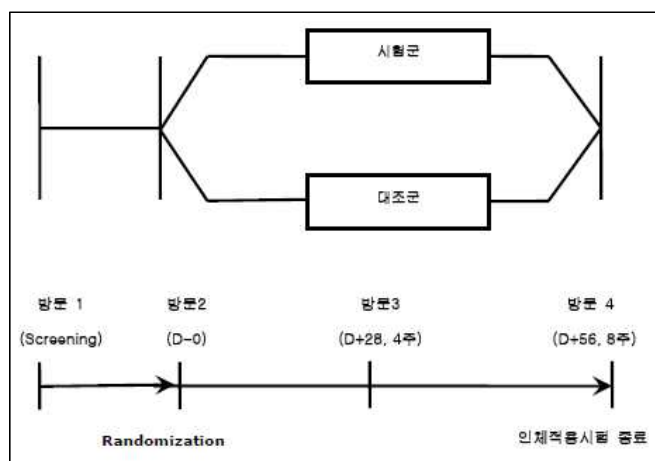 시험군
대조군
방문 1 방문2 방문3 방문 4
(Screening) (D-0) (D+28, 4주) (D+56, 8주)
Randomization 인체적용시험 종료